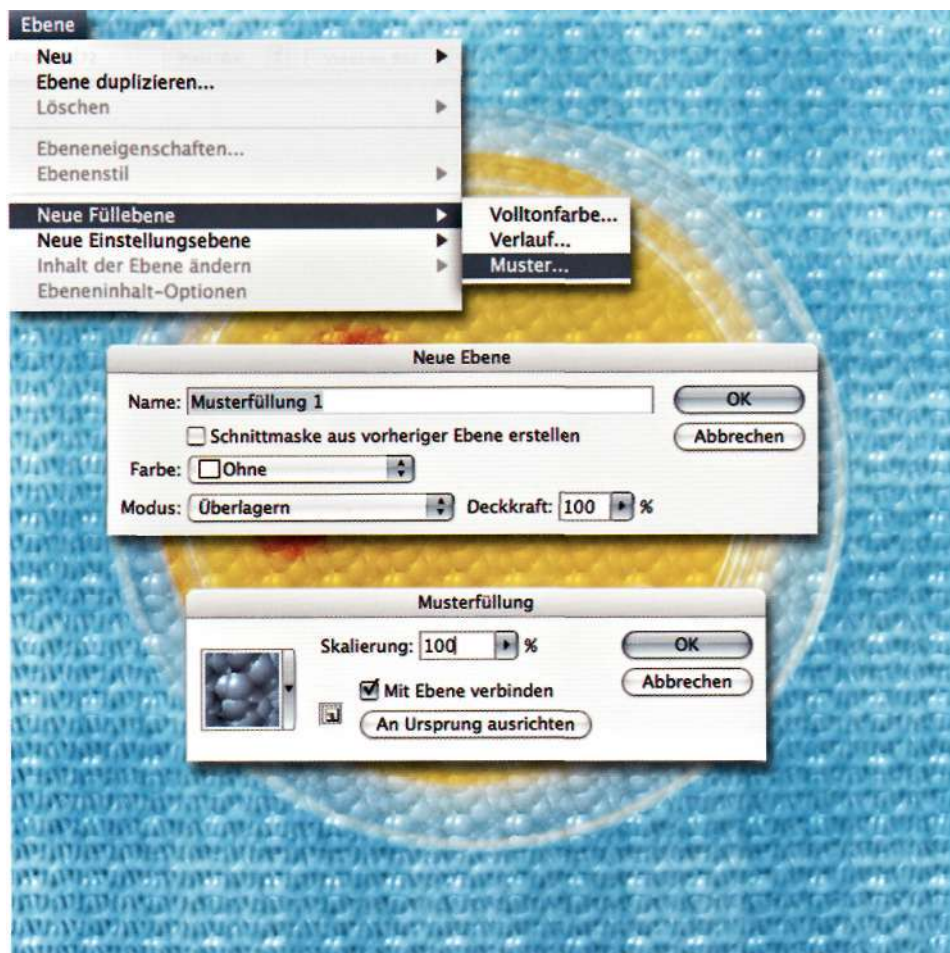 Ebene
Neu
Ebene duplizieren...
Löschen
Ebeneneigenschaften...
Ebenenstil
Neue Füllebene
Volltonfarbe...
Neue Einstellungsebene
Verlauf...
Inhalt der Ebene ändern
Muster...
Ebeneninhalt-Optionen
Neue Ebene
Name: Musterfüllung 1
OK
Schnittmaske aus vorheriger Ebene erstellen
Abbrechen
Farbe: Ohne
Modus: Überlagern Deckkraft: 100 %
Musterfüllung
Skalierung: 100 %
OK
Mit Ebene verbinden
Abbrechen
An Ursprung ausrichten